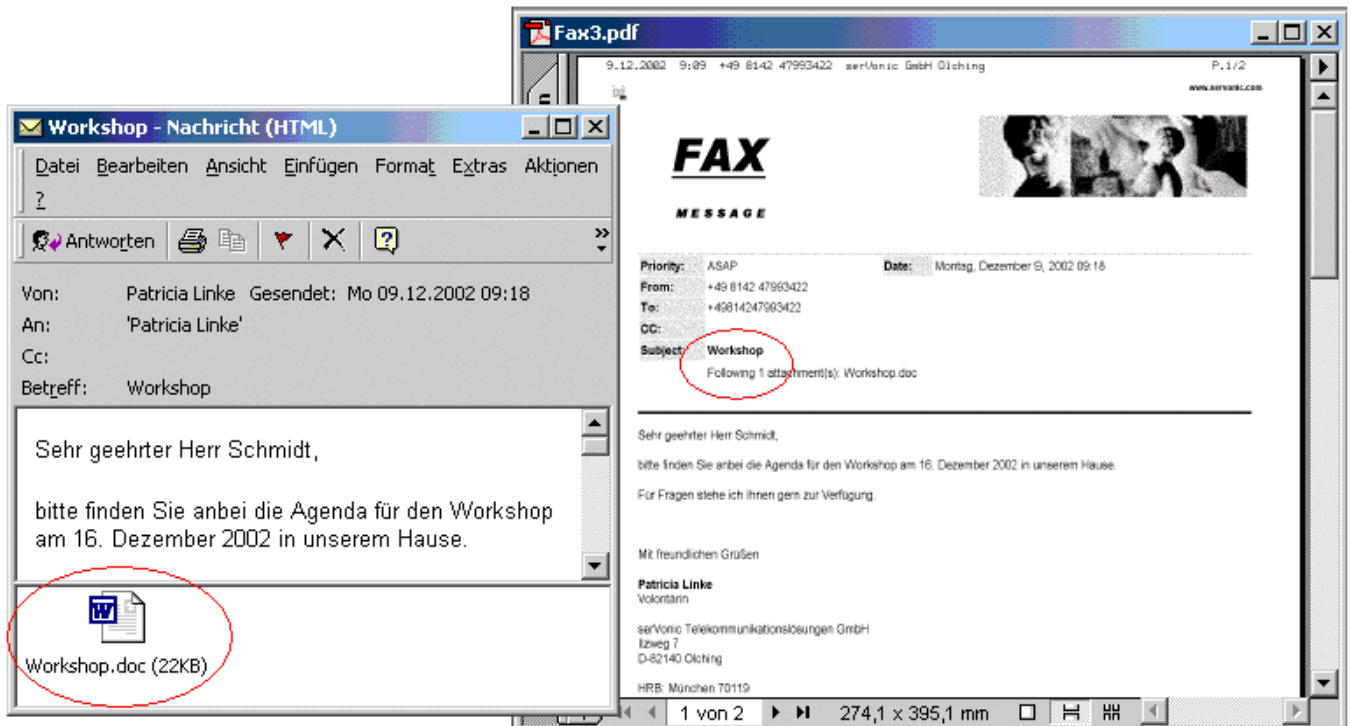 Workshop - Nachricht (HTML)
Datei Bearbeiten Ansicht Einfügen Format Extras Aktionen
?
Antworten
Von: Patricia Linke Gesendet: Mo 09.12.2002 09:18
An: 'Patricia Linke'
Cc:
Betreff: Workshop
Sehr geehrter Herr Schmidt,
bitte finden Sie anbei die Agenda für den Workshop
am 16. Dezember 2002 in unserem Hause.
Workshop.doc (22KB)
Fax3.pdf
9.12.2002 9:09 +49 8142 47993422 serVonic GmbH Olching P.1/2
www.servonic.com
FAX
MESSAGE
Priority: ASAP Date: Montag, Dezember 9, 2002 09:18
From: +49 8142 47993422
To: +49814247993422
CC:
Subject: Workshop
Following 1 attachment(s): Workshop.doc
Sehr geehrter Herr Schmidt,
bitte finden Sie anbei die Agenda für den Workshop am 16. Dezember 2002 in unserem Hause.
Für Fragen stehe ich Ihnen gern zur Verfügung.
Mit freundlichen Grüßen
Patricia Linke
Volontärin
serVonic Telekommunikationslösungen GmbH
Ilzweg 7
D-82140 Olching
HRB: München 70119
1 von 2 274,1 x 395,1 mm